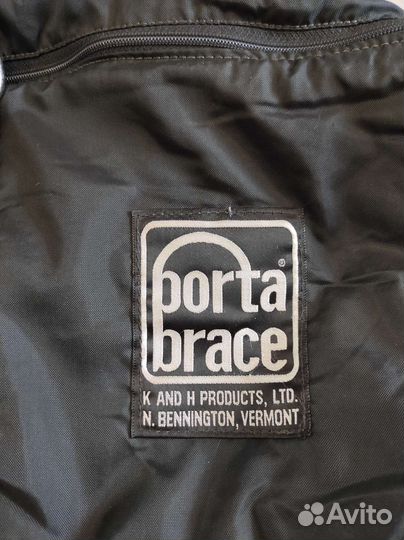 porta®
brace
K AND H PRODUCTS, LTD.
N. BENNINGTON, VERMONT
Avito